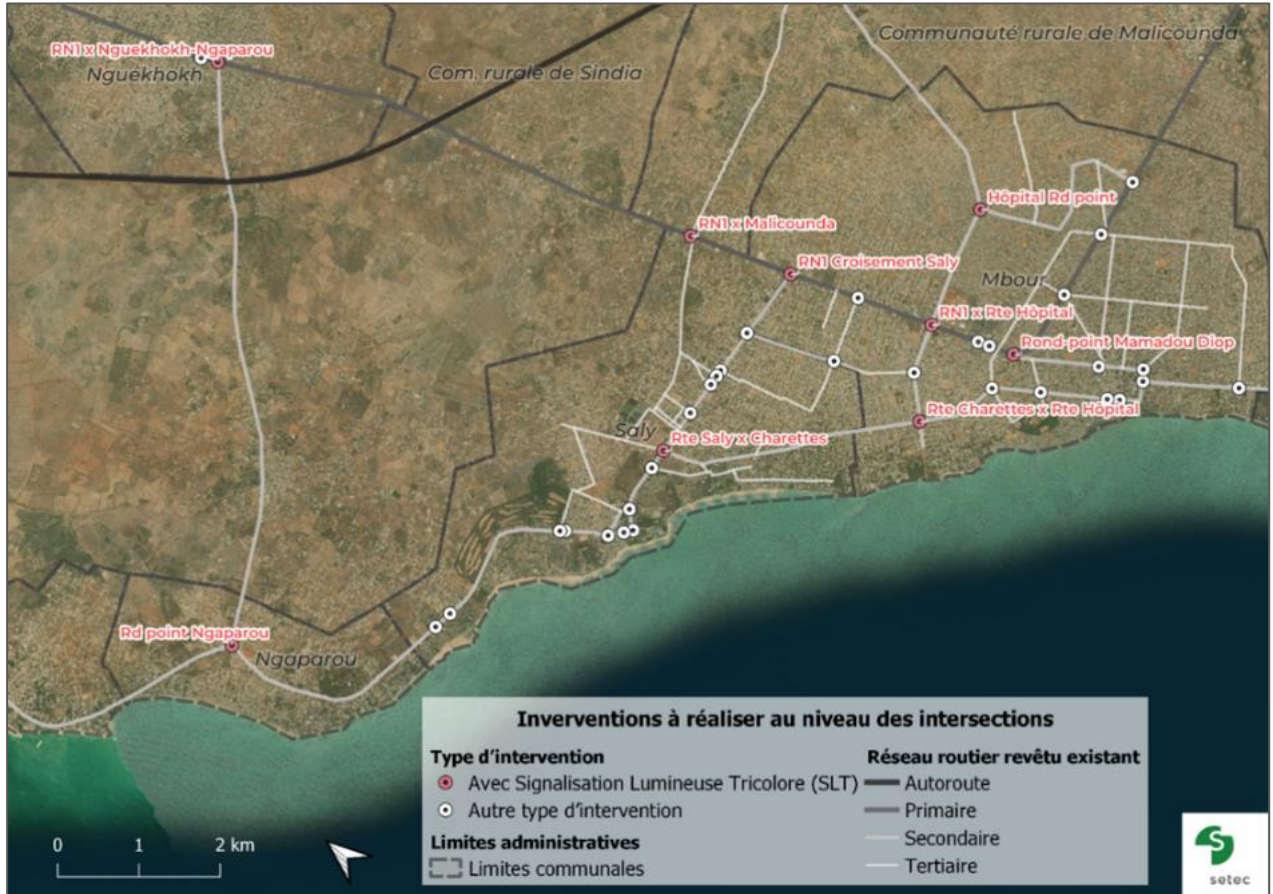 Communauté rurale de Malicounda
RN1 x Nguekhokh-Ngaparou
Nguékhokh
Com. rurale de Sindia
Hôpital Rd point
RN1 x Malicounda
RN1 Croisement Saly
Mbour
RN1 x Rte Hôpital
Rond-point Mamadou Diop
Rte Charettes x Rte Hôpital
Saly
Rte Saly x Charettes
Rd point Ngaparou
Ngaparou
Inverventions à réaliser au niveau des intersections
Type d'intervention
Avec Signalisation Lumineuse Tricolore (SLT)
Autre type d'intervention
Limites administratives
Limites communales
Réseau routier revêtu existant
Autoroute
Primaire
Secondaire
Tertiaire
0 1 2 km
setec